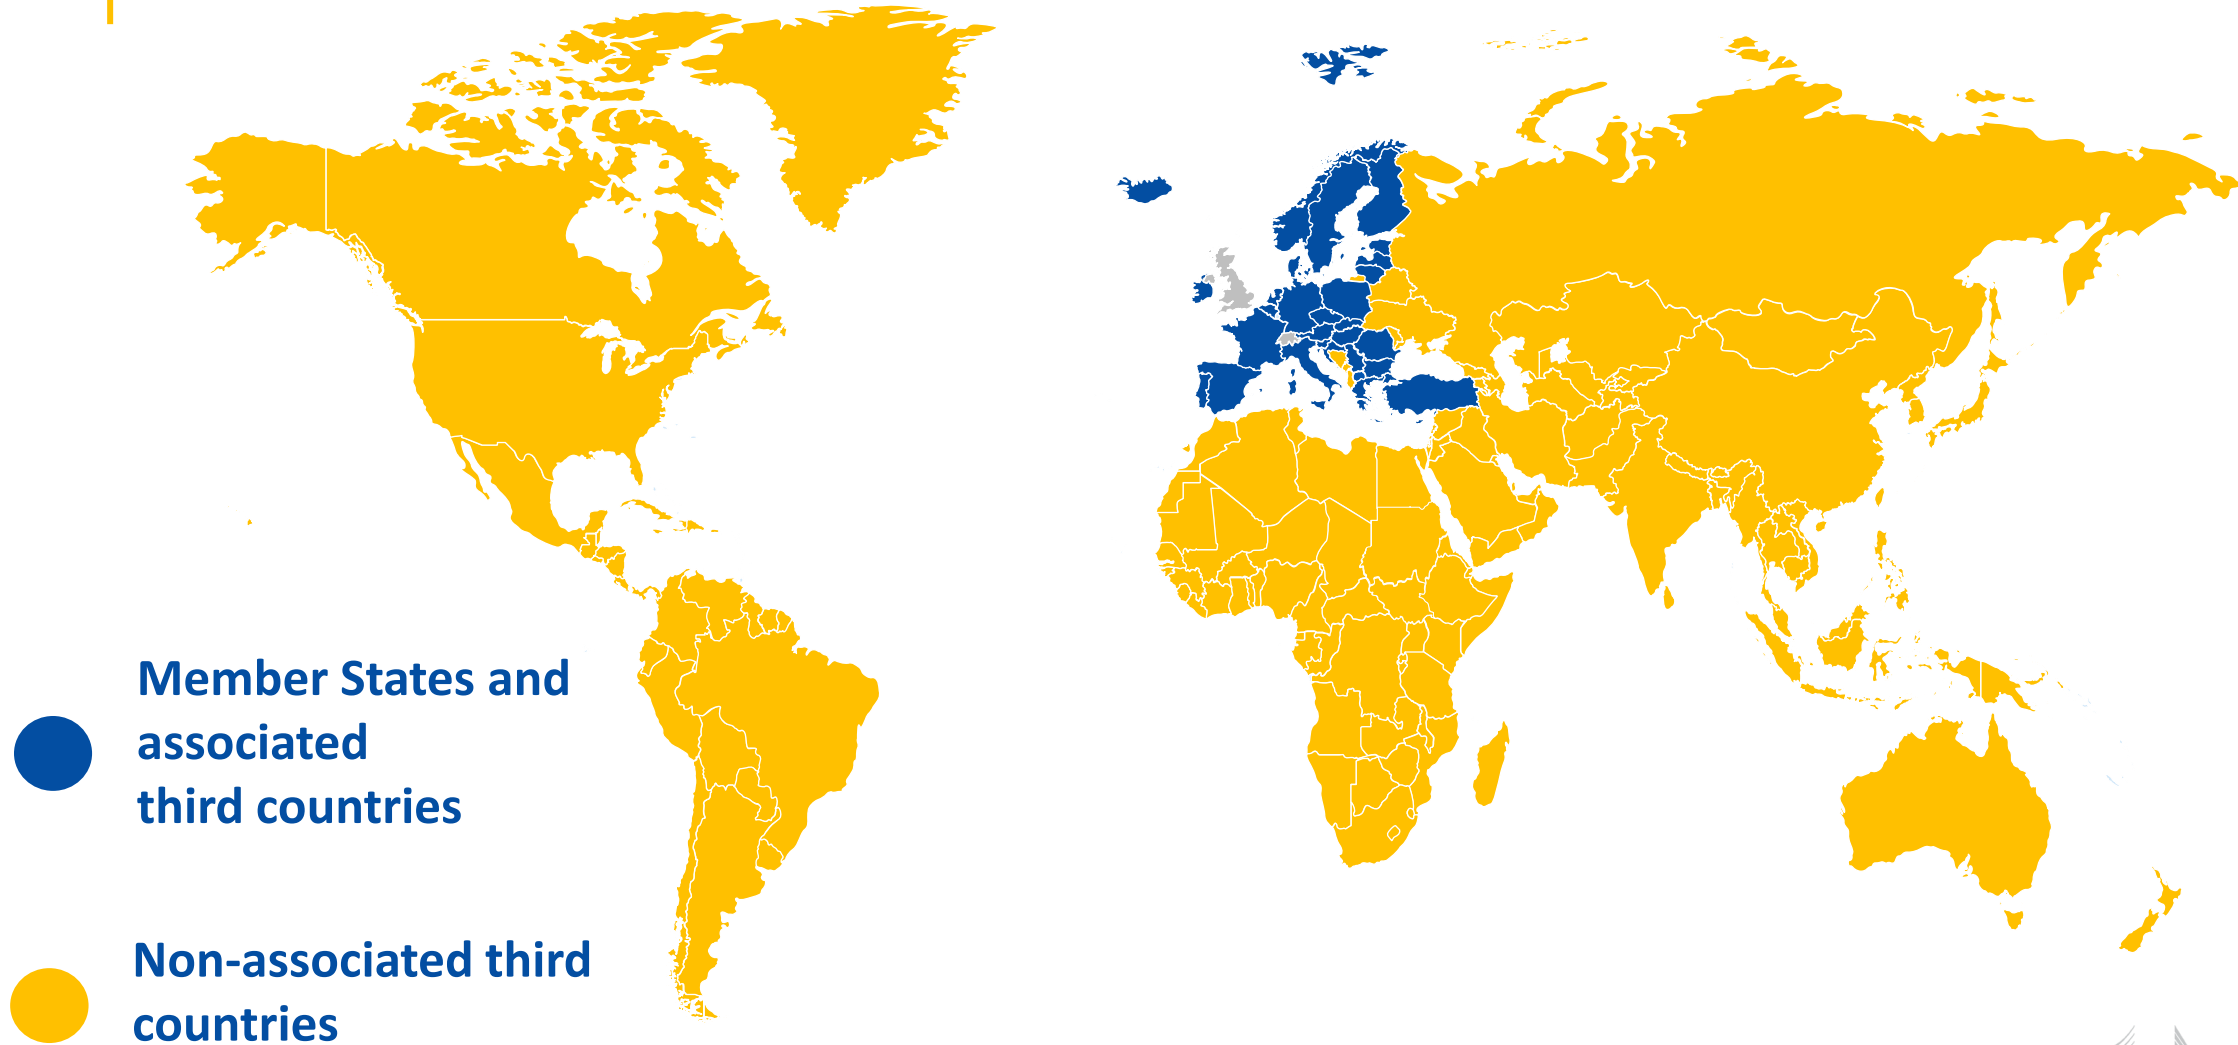 Member States and
associated
third countries
Non-associated third
countries